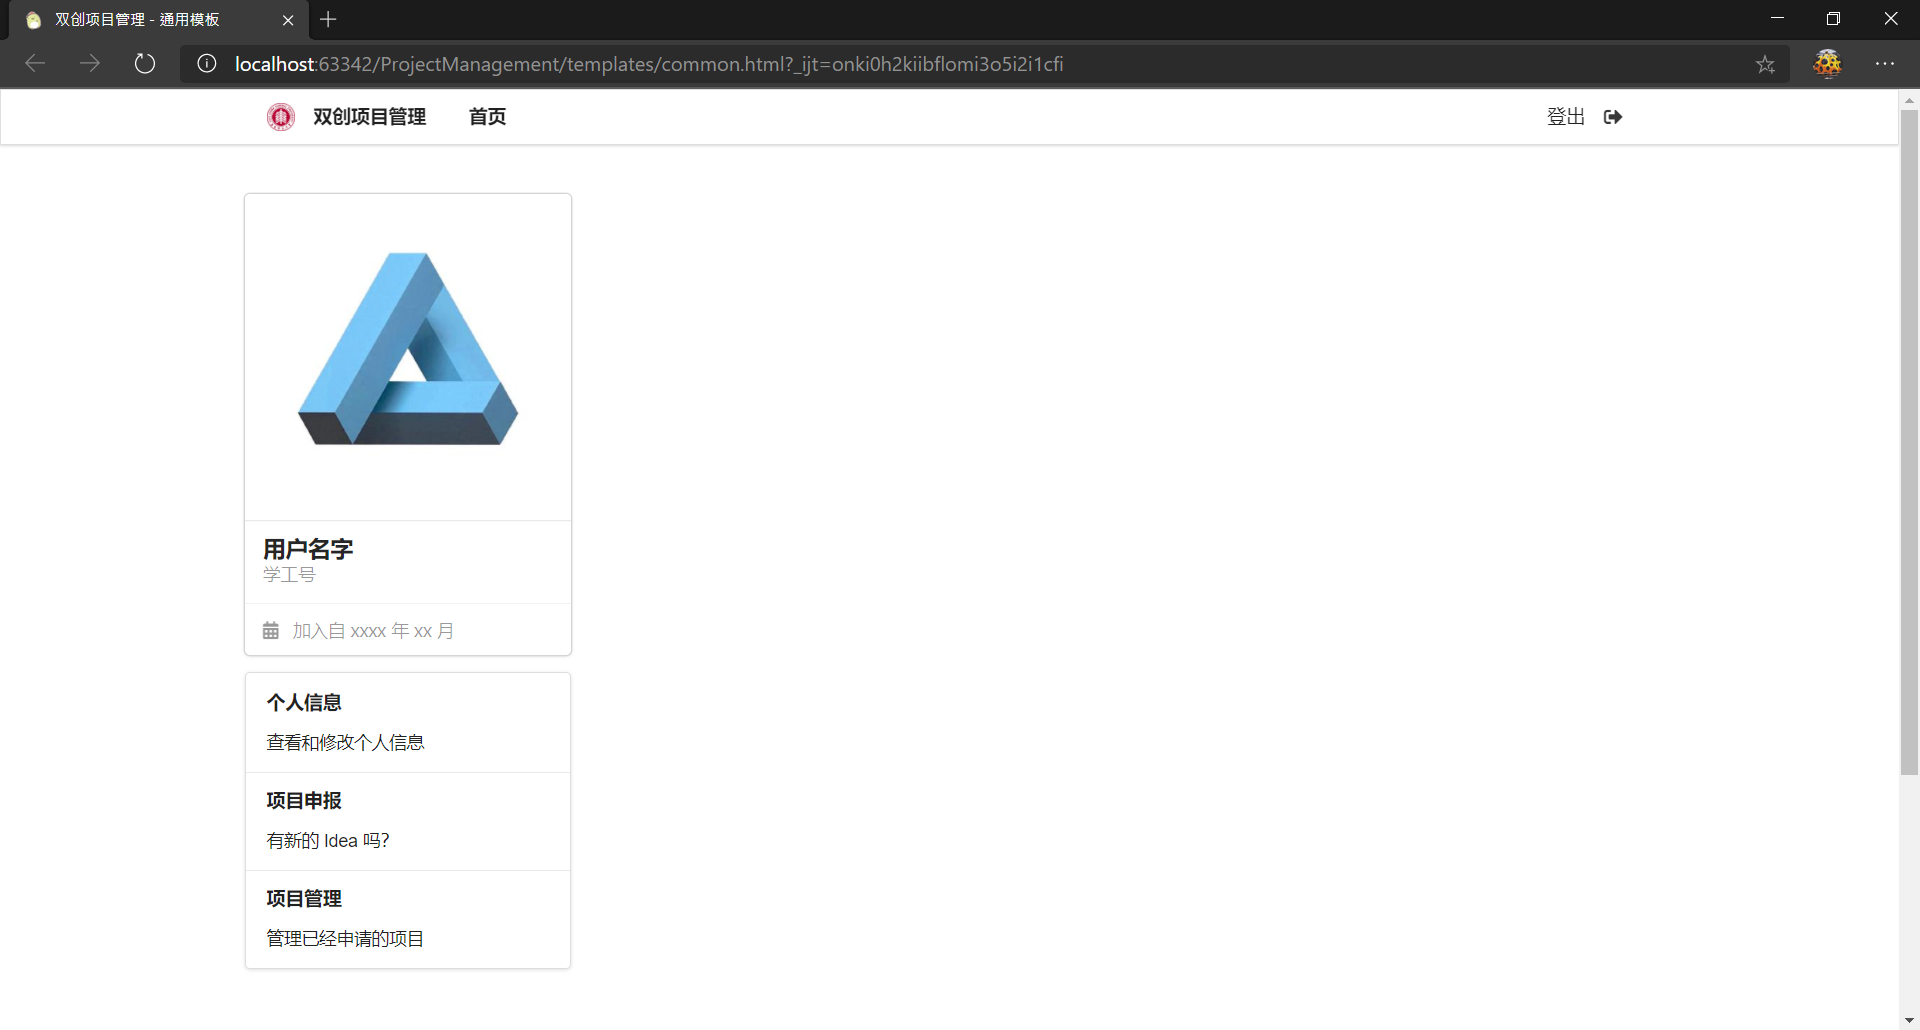 双创项目管理 - 通用模板
localhost:63342/ProjectManagement/templates/common.html?_ijt=onki0h2kiibflomi3o5i2i1cfi
双创项目管理 首页 登出
用户名字
学工号
加入自 xxxx 年 xx 月
个人信息
查看和修改个人信息
项目申报
有新的 Idea 吗?
项目管理
管理已经申请的项目